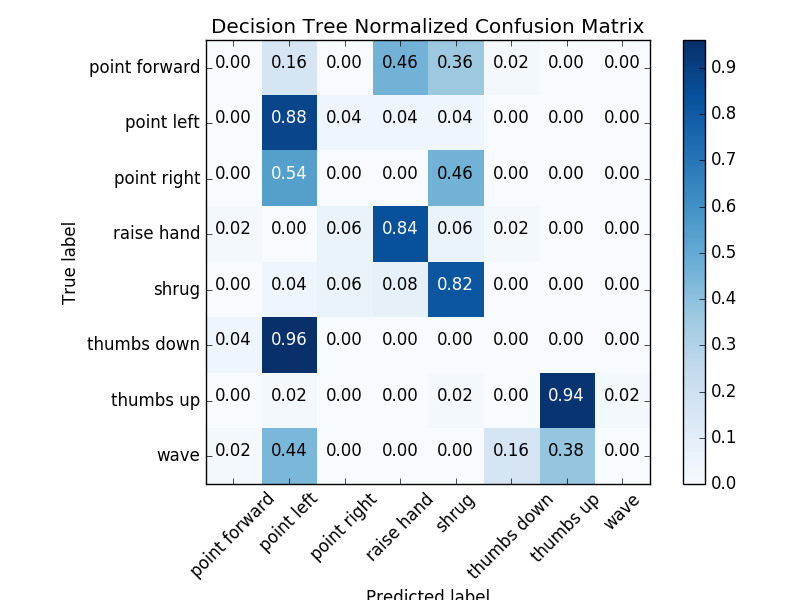 Decision Tree Normalized Confusion Matrix
point forward 0.00 0.16 0.00 0.46 0.36 0.02 0.00 0.00
point left 0.00 0.88 0.04 0.04 0.04 0.00 0.00 0.00
point right 0.00 0.54 0.00 0.00 0.46 0.00 0.00 0.00
raise hand 0.02 0.00 0.06 0.84 0.06 0.02 0.00 0.00
shrug 0.00 0.04 0.06 0.08 0.82 0.00 0.00 0.00
thumbs down 0.04 0.96 0.00 0.00 0.00 0.00 0.00 0.00
thumbs up 0.00 0.02 0.00 0.00 0.02 0.00 0.94 0.02
wave 0.02 0.44 0.00 0.00 0.00 0.16 0.38 0.00
True label
point forward
point left
point right
raise hand
shrug
thumbs down
thumbs up
wave
Predicted label
0.9
0.8
0.7
0.6
0.5
0.4
0.3
0.2
0.1
0.0